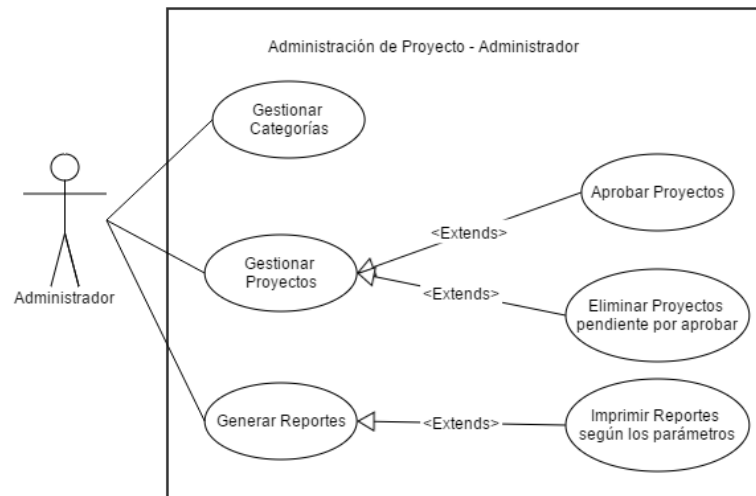 Administración de Proyecto - Administrador
Gestionar
Categorías
Aprobar Proyectos
<Extends>
Gestionar
Proyectos
<Extends>
Eliminar Proyectos
pendiente por aprobar
Administrador
Generar Reportes
<Extends>
Imprimir Reportes
según los parámetros